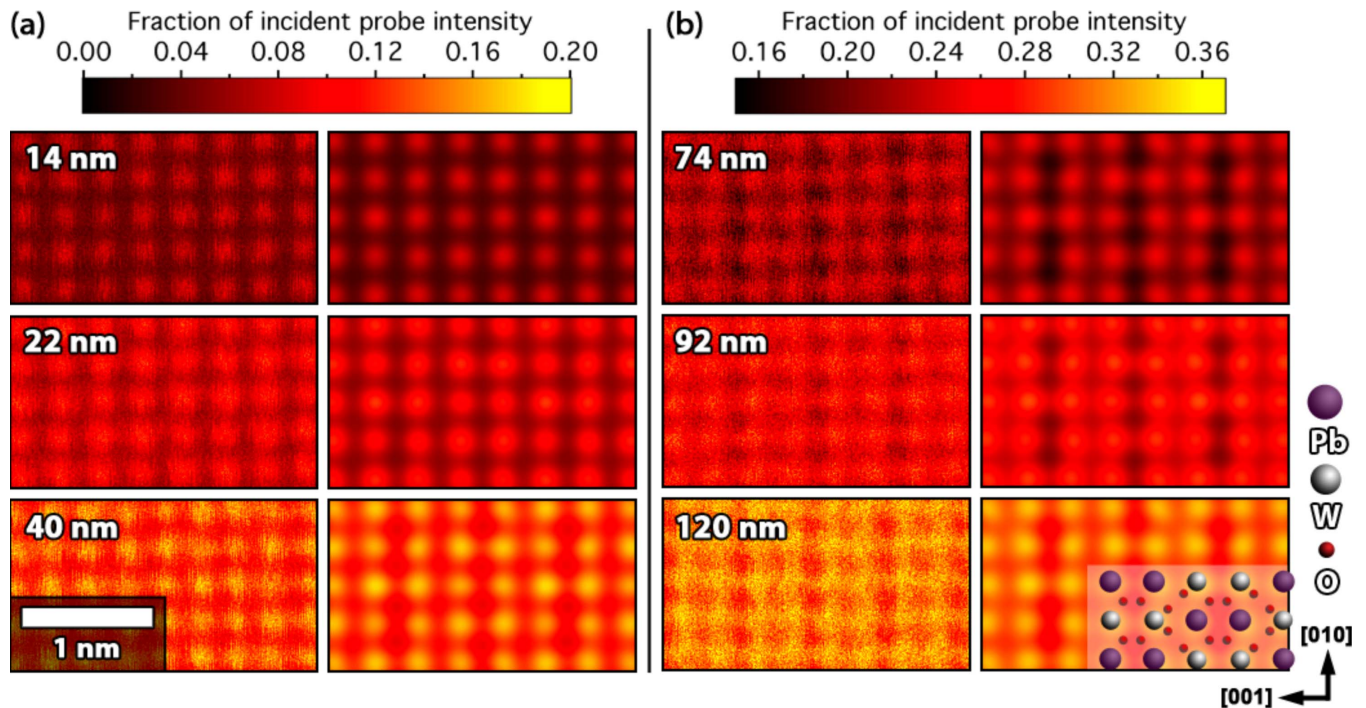 (a) Fraction of incident probe intensity
0.00 0.04 0.08 0.12 0.16 0.20
14 nm
22 nm
40 nm
1 nm
(b) Fraction of incident probe intensity
0.16 0.20 0.24 0.28 0.32 0.36
74 nm
92 nm
120 nm
Pb
W
O
[010]
[001]